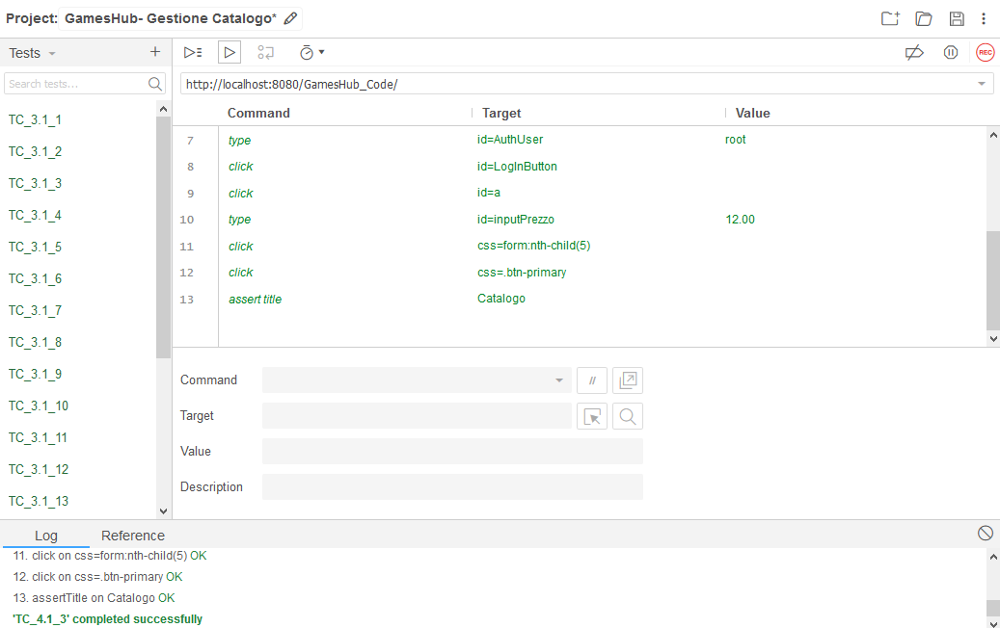 Project: GamesHub- Gestione Catalogo*
Tests
+
REC
Search tests...
http://localhost:8080/GamesHub_Code/
Command Target Value
TC_3.1_1
TC_3.1_2
TC_3.1_3
TC_3.1_4
TC_3.1_5
TC_3.1_6
TC_3.1_7
TC_3.1_8
TC_3.1_9
TC_3.1_10
TC_3.1_11
TC_3.1_12
TC_3.1_13
7 type id=AuthUser root
8 click id=LogInButton
9 click id=a
10 type id=inputPrezzo 12.00
11 click css=form:nth-child(5)
12 click css=.btn-primary
13 assert title Catalogo
Command //
Target
Value
Description
Log Reference
11. click on css=form:nth-child(5) OK
12. click on css=.btn-primary OK
13. assertTitle on Catalogo OK
'TC_4.1_3' completed successfully